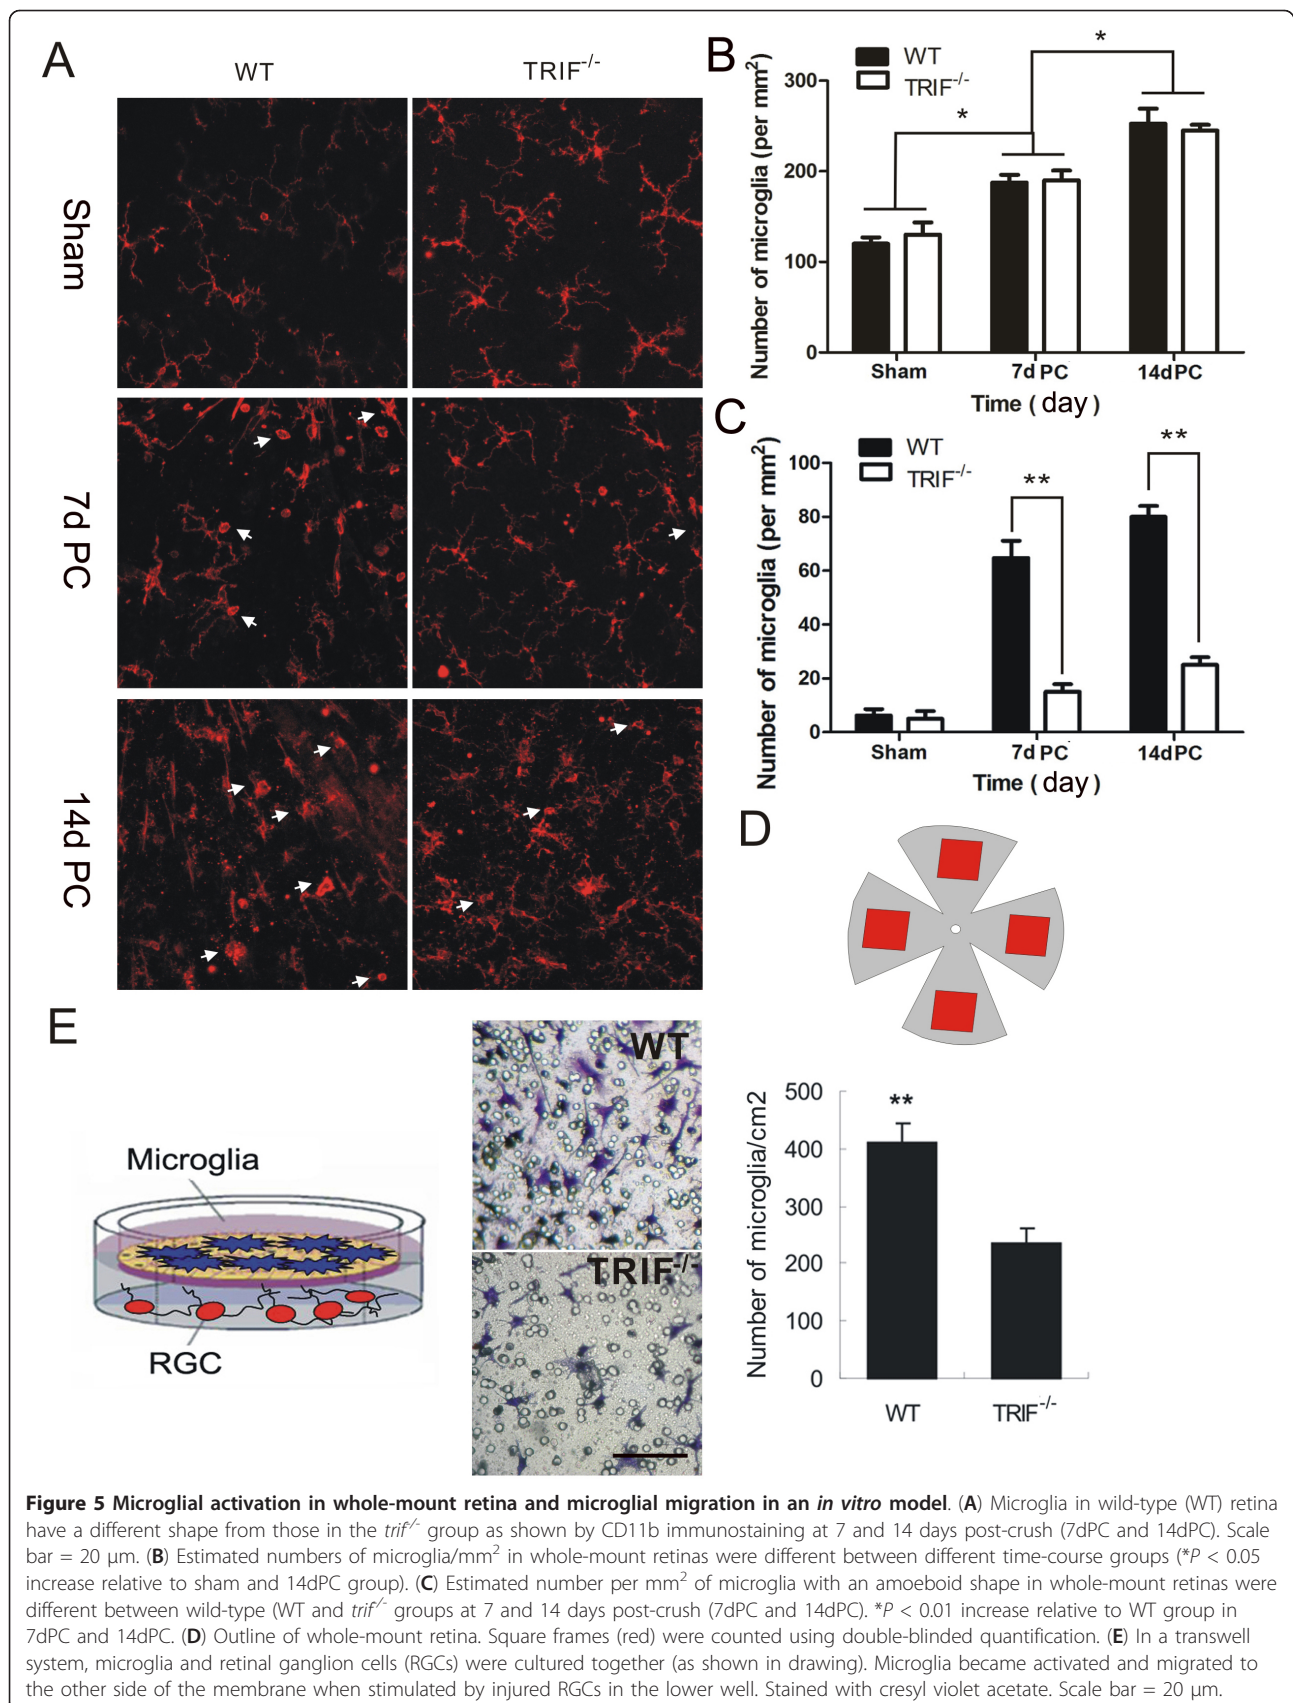 A
WT
TRIF-/-
Sham
7d PC
14d PC
B
WT
TRIF-/-
*
*
Number of microglia (per mm2)
300
200
100
0
Sham
7d PC
14dPC
Time ( day )
C
WT
TRIF-/-
**
**
Number of microglia (per mm2)
100
80
60
40
20
0
Sham
7d PC
14dPC
Time ( day )
D
E
Microglia
RGC
WT
TRIF-/-
Number of microglia/cm2
500
400
300
200
100
0
**
WT
TRIF-/-
Figure 5 Microglial activation in whole-mount retina and microglial migration in an in vitro model. (A) Microglia in wild-type (WT) retina
have a different shape from those in the trif-/- group as shown by CD11b immunostaining at 7 and 14 days post-crush (7dPC and 14dPC). Scale
bar = 20 μm. (B) Estimated numbers of microglia/mm2 in whole-mount retinas were different between different time-course groups (*P < 0.05
increase relative to sham and 14dPC group). (C) Estimated number per mm2 of microglia with an amoeboid shape in whole-mount retinas were
different between wild-type (WT and trif-/- groups at 7 and 14 days post-crush (7dPC and 14dPC). *P < 0.01 increase relative to WT group in
7dPC and 14dPC. (D) Outline of whole-mount retina. Square frames (red) were counted using double-blinded quantification. (E) In a transwell
system, microglia and retinal ganglion cells (RGCs) were cultured together (as shown in drawing). Microglia became activated and migrated to
the other side of the membrane when stimulated by injured RGCs in the lower well. Stained with cresyl violet acetate. Scale bar = 20 μm.